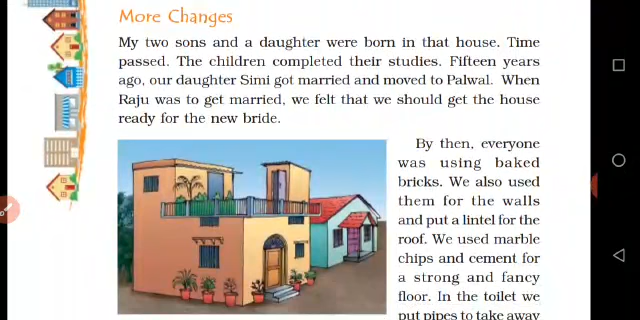 More Changes
My two sons and a daughter were born in that house. Time
passed. The children completed their studies. Fifteen years
ago, our daughter Simi got married and moved to Palwal. When
Raju was to get married, we felt that we should get the house
ready for the new bride.
By then, everyone
was using baked
bricks. We also used
them for the walls
and put a lintel for the
roof. We used marble
chips and cement for
a strong and fancy
floor. In the toilet we
put pipes to take away